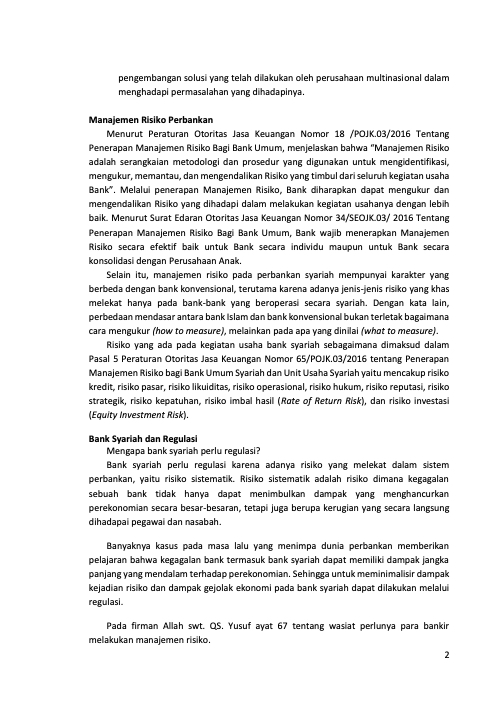 pengembangan solusi yang telah dilakukan oleh perusahaan multinasional dalam
menghadapi permasalahan yang dihadapinya.
Manajemen Risiko Perbankan
Menurut Peraturan Otoritas Jasa Keuangan Nomor 18 /POJK.03/2016 Tentang
Penerapan Manajemen Risiko Bagi Bank Umum, menjelaskan bahwa “Manajemen Risiko
adalah serangkaian metodologi dan prosedur yang digunakan untuk mengidentifikasi,
mengukur, memantau, dan mengendalikan Risiko yang timbul dari seluruh kegiatan usaha
Bank”. Melalui penerapan Manajemen Risiko, Bank diharapkan dapat mengukur dan
mengendalikan Risiko yang dihadapi dalam melakukan kegiatan usahanya dengan lebih
baik. Menurut Surat Edaran Otoritas Jasa Keuangan Nomor 34/SEOJK.03/ 2016 Tentang
Penerapan Manajemen Risiko Bagi Bank Umum, Bank wajib menerapkan Manajemen
Risiko secara efektif baik untuk Bank secara individu maupun untuk Bank secara
konsolidasi dengan Perusahaan Anak.
Selain itu, manajemen risiko pada perbankan syariah mempunyai karakter yang
berbeda dengan bank konvensional, terutama karena adanya jenis-jenis risiko yang khas
melekat hanya pada bank-bank yang beroperasi secara syariah. Dengan kata lain,
perbedaan mendasar antara bank Islam dan bank konvensional bukan terletak bagaimana
cara mengukur (how to measure), melainkan pada apa yang dinilai (what to measure).
Risiko yang ada pada kegiatan usaha bank syariah sebagaimana dimaksud dalam
Pasal 5 Peraturan Otoritas Jasa Keuangan Nomor 65/POJK.03/2016 tentang Penerapan
Manajemen Risiko bagi Bank Umum Syariah dan Unit Usaha Syariah yaitu mencakup risiko
kredit, risiko pasar, risiko likuiditas, risiko operasional, risiko hukum, risiko reputasi, risiko
strategik, risiko kepatuhan, risiko imbal hasil (Rate of Return Risk), dan risiko investasi
(Equity Investment Risk).
Bank Syariah dan Regulasi
Mengapa bank syariah perlu regulasi?
Bank syariah perlu regulasi karena adanya risiko yang melekat dalam sistem
perbankan, yaitu risiko sistematik. Risiko sistematik adalah risiko dimana kegagalan
sebuah bank tidak hanya dapat menimbulkan dampak yang menghancurkan
perekonomian secara besar-besaran, tetapi juga berupa kerugian yang secara langsung
dihadapai pegawai dan nasabah.
Banyaknya kasus pada masa lalu yang menimpa dunia perbankan memberikan
pelajaran bahwa kegagalan bank termasuk bank syariah dapat memiliki dampak jangka
panjang yang mendalam terhadap perekonomian. Sehingga untuk meminimalisir dampak
kejadian risiko dan dampak gejolak ekonomi pada bank syariah dapat dilakukan melalui
regulasi.
Pada firman Allah swt. QS. Yusuf ayat 67 tentang wasiat perlunya para bankir
melakukan manajemen risiko.
2